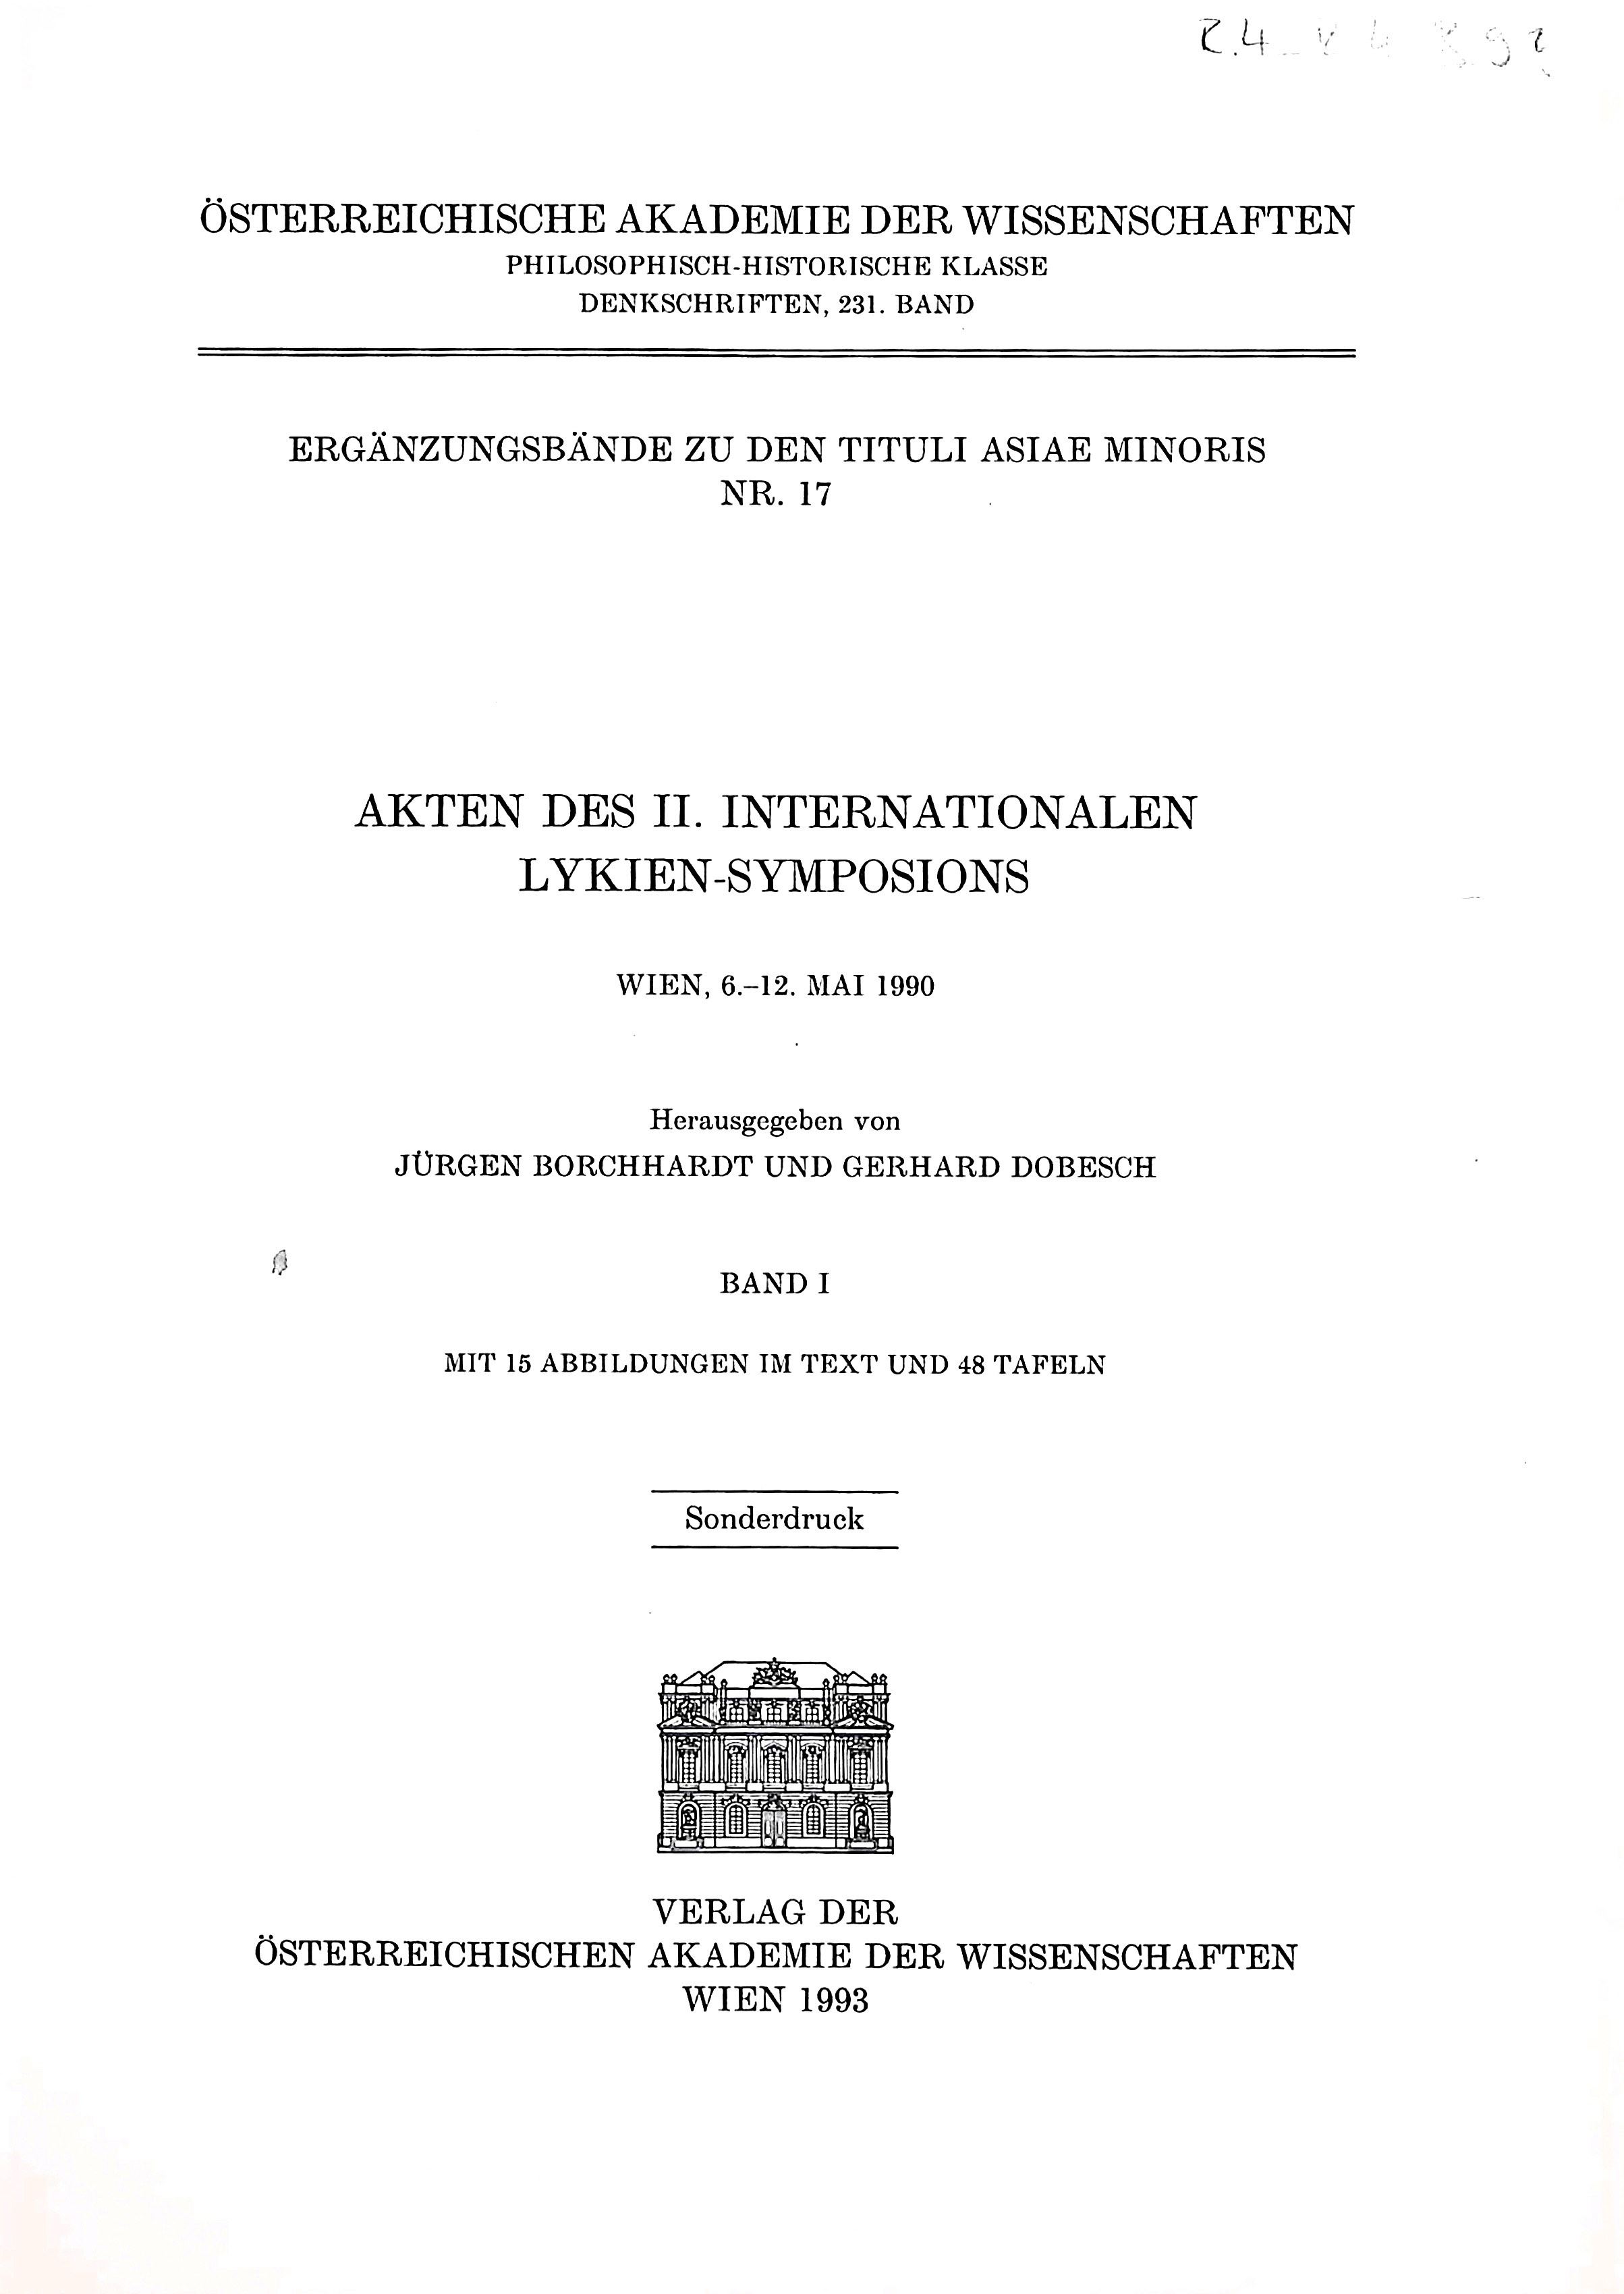 ÖSTERREICHISCHE AKADEMIE DER WISSENSCHAFTEN
PHILOSOPHISCH-HISTORISCHE KLASSE
DENKSCHRIFTEN, 231. BAND
ERGÄNZUNGSBÄNDE ZU DEN TITULI ASIAE MINORIS
NR. 17
AKTEN DES II. INTERNATIONALEN
LYKIEN-SYMPOSIONS
WIEN, 6.–12. MAI 1990
Herausgegeben von
JÜRGEN BORCHHARDT UND GERHARD DOBESCH
BAND I
MIT 15 ABBILDUNGEN IM TEXT UND 48 TAFELN
Sonderdruck
VERLAG DER
ÖSTERREICHISCHEN AKADEMIE DER WISSENSCHAFTEN
WIEN 1993